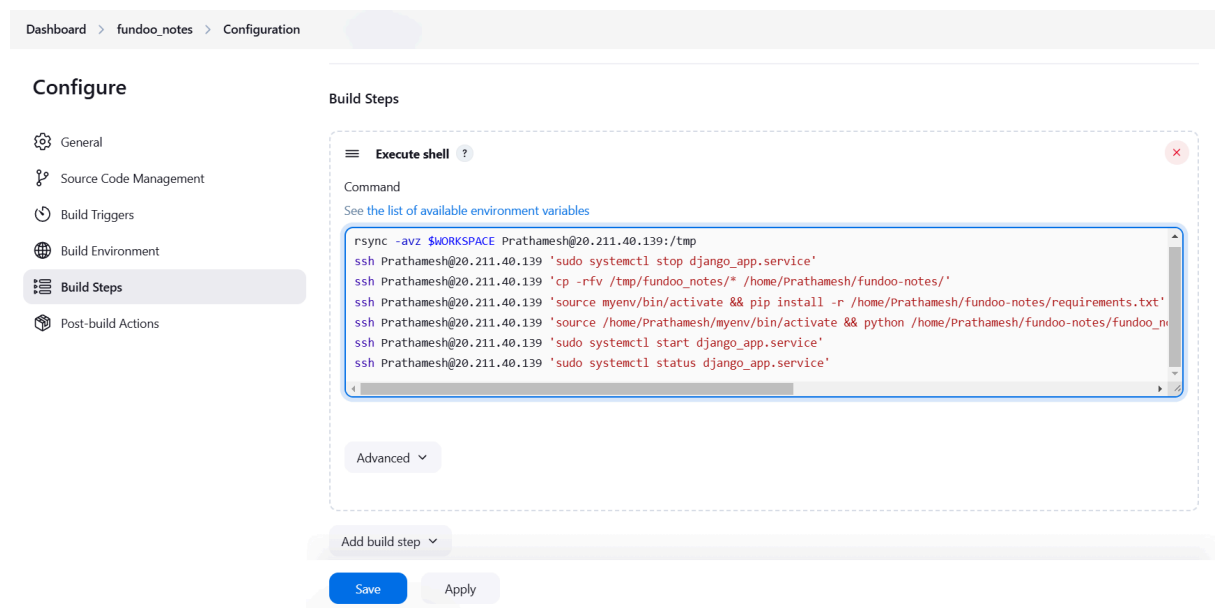 Dashboard > fundoo_notes > Configuration
Configure
General
Source Code Management
Build Triggers
Build Environment
Build Steps
Post-build Actions
Build Steps
Execute shell ?
Command
See the list of available environment variables
rsync -avz $WORKSPACE Prathamesh@20.211.40.139:/tmp
ssh Prathamesh@20.211.40.139 'sudo systemctl stop django_app.service'
ssh Prathamesh@20.211.40.139 'cp -rfv /tmp/fundoo_notes/* /home/Prathamesh/fundoo-notes/'
ssh Prathamesh@20.211.40.139 'source myenv/bin/activate && pip install -r /home/Prathamesh/fundoo-notes/requirements.txt'
ssh Prathamesh@20.211.40.139 'source /home/Prathamesh/myenv/bin/activate && python /home/Prathamesh/fundoo-notes/fundoo_n
ssh Prathamesh@20.211.40.139 'sudo systemctl start django_app.service'
ssh Prathamesh@20.211.40.139 'sudo systemctl status django_app.service'
Advanced
Add build step
Save Apply